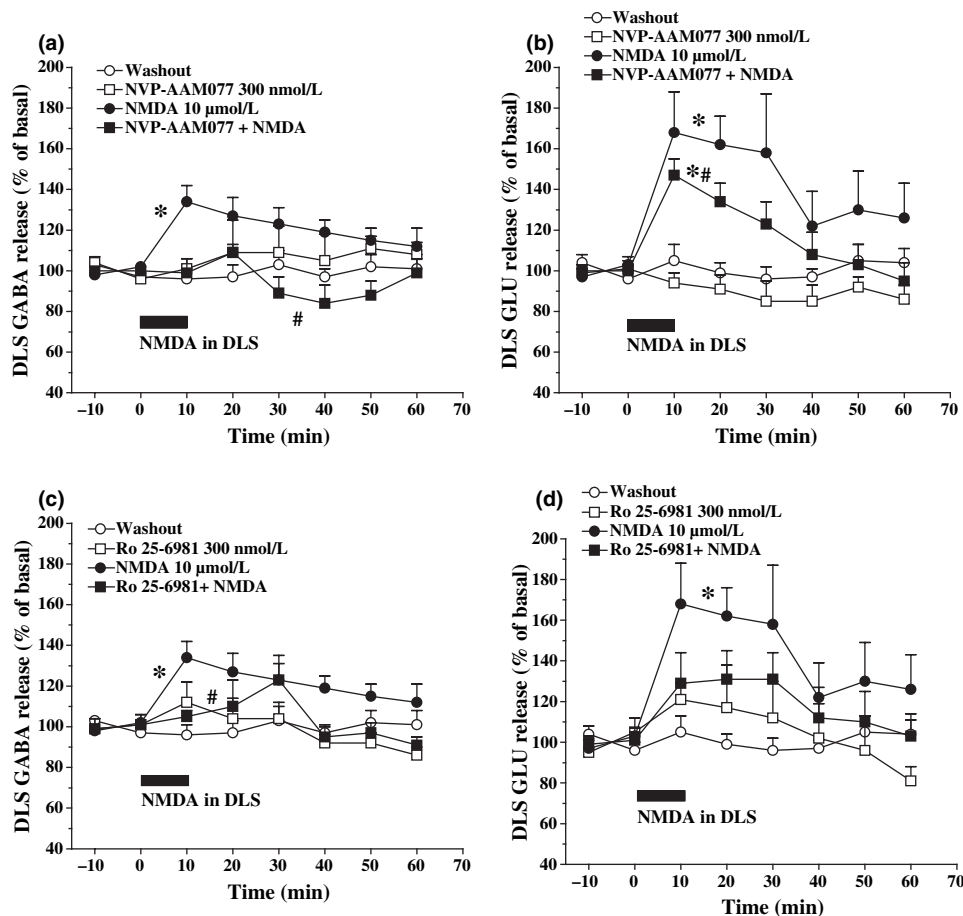 (a)
Washout
NVP-AAM077 300 nmol/L
NMDA 10 µmol/L
NVP-AAM077 + NMDA
DLS GABA release (% of basal)
200
180
160
140
120
100
80
60
40
*
#
NMDA in DLS
–10 0 10 20 30 40 50 60 70
Time (min)
(b)
Washout
NVP-AAM077 300 nmol/L
NMDA 10 µmol/L
NVP-AAM077 + NMDA
DLS GLU release (% of basal)
200
180
160
140
120
100
80
60
40
*
*#
NMDA in DLS
–10 0 10 20 30 40 50 60 70
Time (min)
(c)
Washout
Ro 25-6981 300 nmol/L
NMDA 10 µmol/L
Ro 25-6981+ NMDA
DLS GABA release (% of basal)
200
180
160
140
120
100
80
60
40
*
#
NMDA in DLS
–10 0 10 20 30 40 50 60 70
Time (min)
(d)
Washout
Ro 25-6981 300 nmol/L
NMDA 10 µmol/L
Ro 25-6981+ NMDA
DLS GLU release (% of basal)
200
180
160
140
120
100
80
60
40
*
NMDA in DLS
–10 0 10 20 30 40 50 60 70
Time (min)